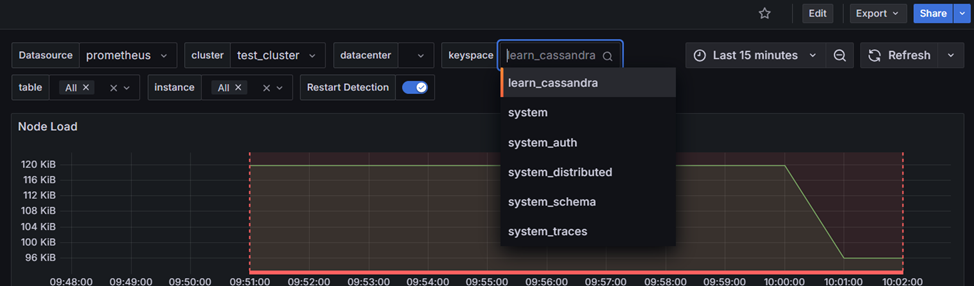 Edit Export Share
Datasource prometheus cluster test_cluster datacenter keyspace learn_cassandra Last 15 minutes Refresh
table All instance All Restart Detection
learn_cassandra
system
system_auth
system_distributed
system_schema
system_traces
Node Load
120 KiB
116 KiB
112 KiB
108 KiB
104 KiB
100 KiB
96 KiB
09:48:00 09:49:00 09:50:00 09:51:00 09:52:00 09:53:00 09:54:00 09:55:00 09:56:00 09:57:00 09:58:00 09:59:00 10:00:00 10:01:00 10:02:00